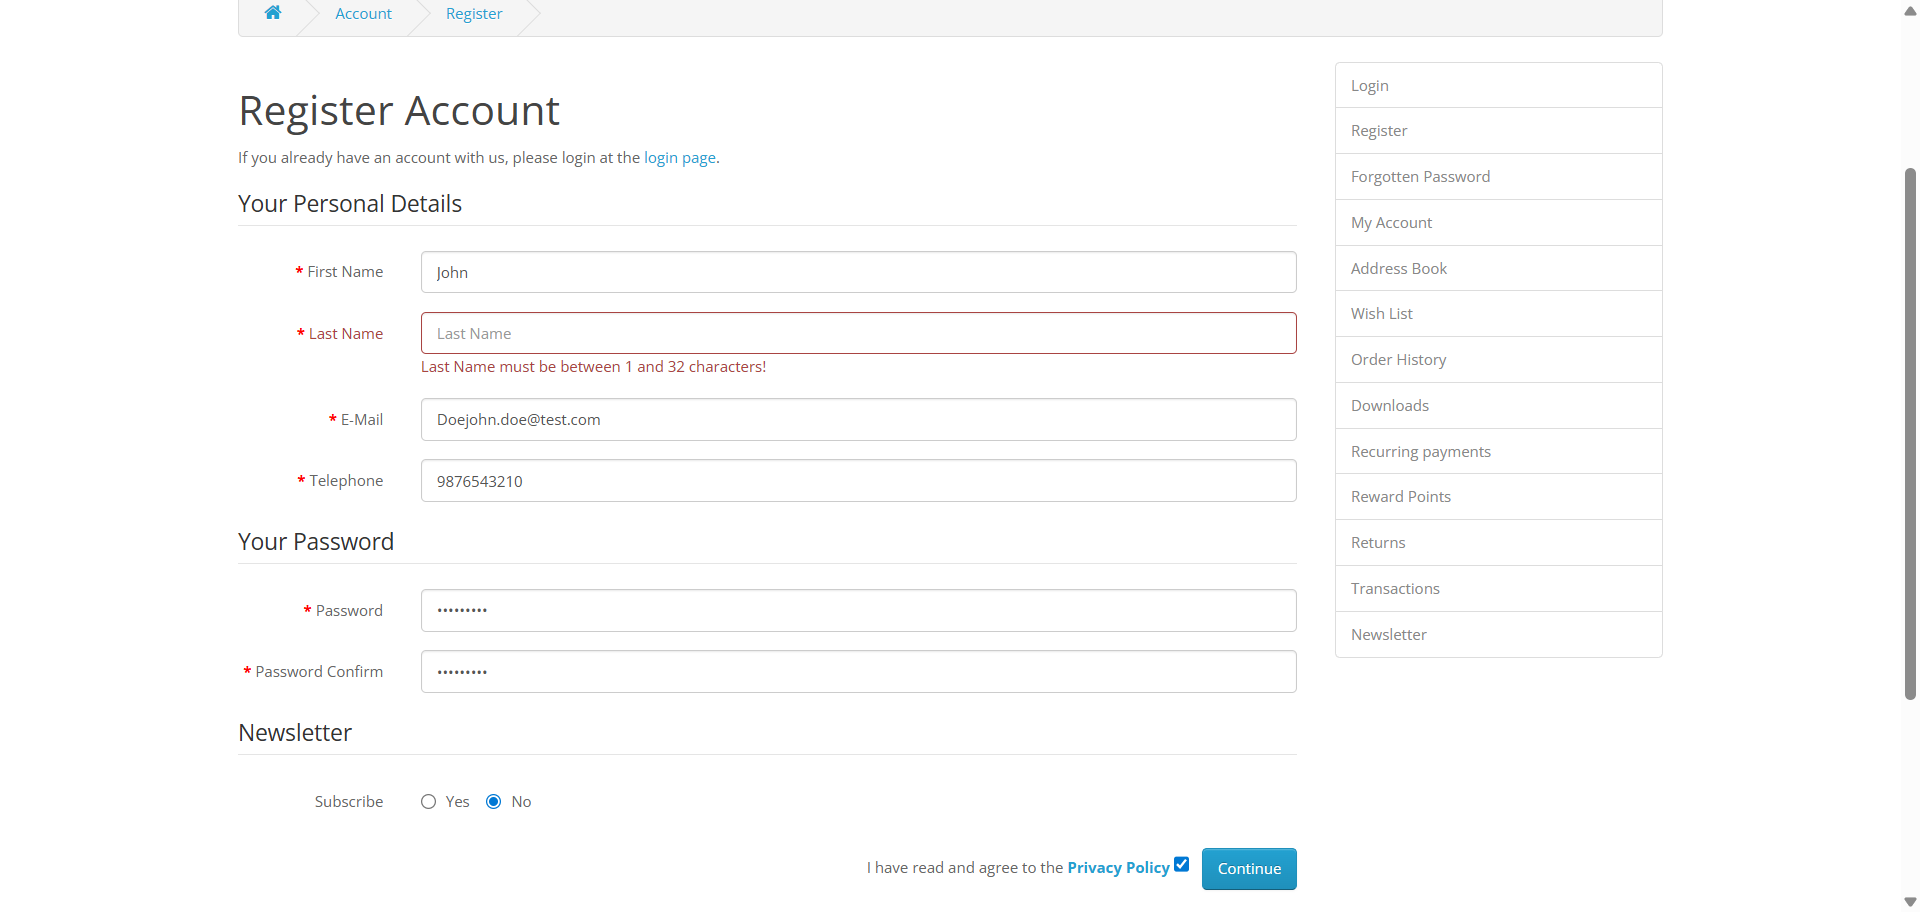 Account
Register
Register Account
If you already have an account with us, please login at the login page.
Your Personal Details
* First Name
John
* Last Name
Last Name
Last Name must be between 1 and 32 characters!
* E-Mail
Doejohn.doe@test.com
* Telephone
9876543210
Your Password
* Password
•••••••••
* Password Confirm
•••••••••
Newsletter
Subscribe
Yes
No
I have read and agree to the Privacy Policy
Continue
Login
Register
Forgotten Password
My Account
Address Book
Wish List
Order History
Downloads
Recurring payments
Reward Points
Returns
Transactions
Newsletter